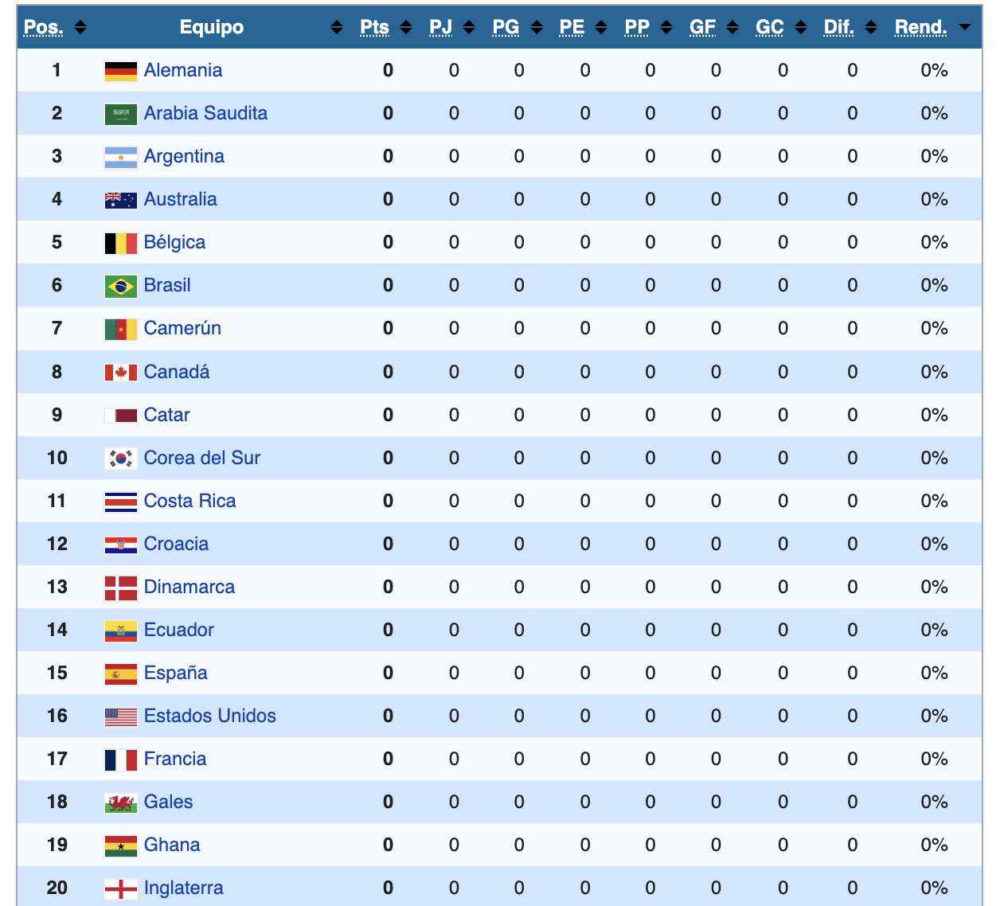 Pos. Equipo Pts PJ PG PE PP GF GC Dif. Rend.
1 Alemania 0 0 0 0 0 0 0 0 0%
2 Arabia Saudita 0 0 0 0 0 0 0 0 0%
3 Argentina 0 0 0 0 0 0 0 0 0%
4 Australia 0 0 0 0 0 0 0 0 0%
5 Bélgica 0 0 0 0 0 0 0 0 0%
6 Brasil 0 0 0 0 0 0 0 0 0%
7 Camerún 0 0 0 0 0 0 0 0 0%
8 Canadá 0 0 0 0 0 0 0 0 0%
9 Catar 0 0 0 0 0 0 0 0 0%
10 Corea del Sur 0 0 0 0 0 0 0 0 0%
11 Costa Rica 0 0 0 0 0 0 0 0 0%
12 Croacia 0 0 0 0 0 0 0 0 0%
13 Dinamarca 0 0 0 0 0 0 0 0 0%
14 Ecuador 0 0 0 0 0 0 0 0 0%
15 España 0 0 0 0 0 0 0 0 0%
16 Estados Unidos 0 0 0 0 0 0 0 0 0%
17 Francia 0 0 0 0 0 0 0 0 0%
18 Gales 0 0 0 0 0 0 0 0 0%
19 Ghana 0 0 0 0 0 0 0 0 0%
20 Inglaterra 0 0 0 0 0 0 0 0 0%